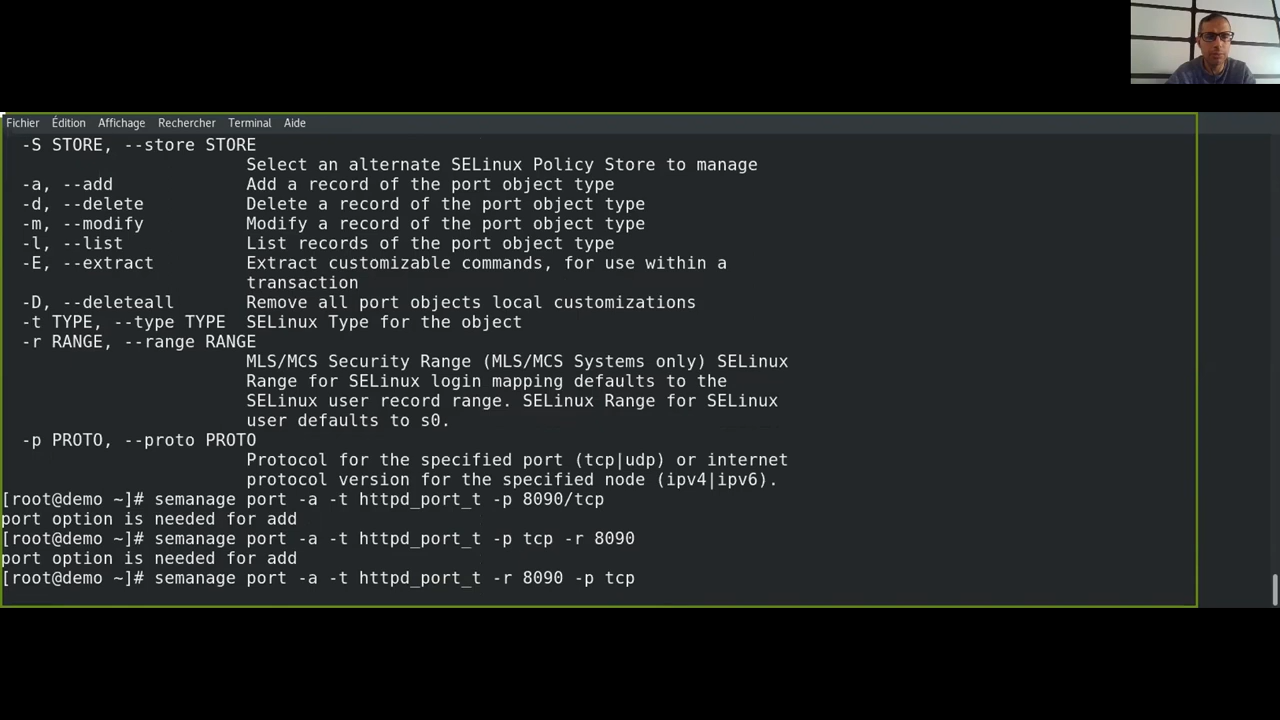 Fichier Édition Affichage Rechercher Terminal Aide
-S STORE, --store STORE
Select an alternate SELinux Policy Store to manage
-a, --add Add a record of the port object type
-d, --delete Delete a record of the port object type
-m, --modify Modify a record of the port object type
-l, --list List records of the port object type
-E, --extract Extract customizable commands, for use within a
transaction
-D, --deleteall Remove all port objects local customizations
-t TYPE, --type TYPE SELinux Type for the object
-r RANGE, --range RANGE
MLS/MCS Security Range (MLS/MCS Systems only) SELinux
Range for SELinux login mapping defaults to the
SELinux user record range. SELinux Range for SELinux
user defaults to s0.
-p PROTO, --proto PROTO
Protocol for the specified port (tcp|udp) or internet
protocol version for the specified node (ipv4|ipv6).
[root@demo ~]# semanage port -a -t httpd_port_t -p 8090/tcp
port option is needed for add
[root@demo ~]# semanage port -a -t httpd_port_t -p tcp -r 8090
port option is needed for add
[root@demo ~]# semanage port -a -t httpd_port_t -r 8090 -p tcp